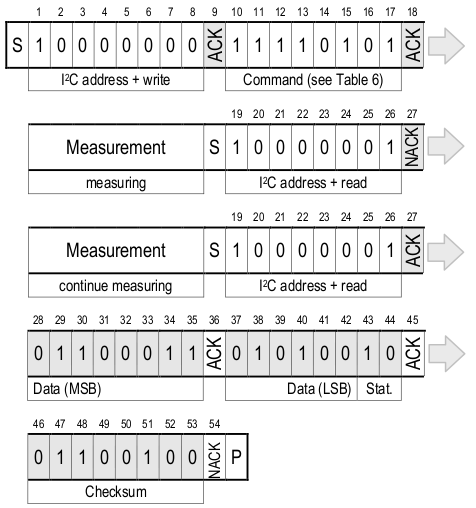 1 2 3 4 5 6 7 8 9 10 11 12 13 14 15 16 17 18
S 1 0 0 0 0 0 0 0 ACK 1 1 1 1 0 1 0 1 ACK
I²C address + write Command (see Table 6)
19 20 21 22 23 24 25 26 27
Measurement S 1 0 0 0 0 0 0 1 NACK
measuring I²C address + read
19 20 21 22 23 24 25 26 27
Measurement S 1 0 0 0 0 0 0 1 ACK
continue measuring I²C address + read
28 29 30 31 32 33 34 35 36 37 38 39 40 41 42 43 44 45
0 1 1 0 0 0 1 1 ACK 0 1 0 1 0 0 1 0 ACK
Data (MSB) Data (LSB) Stat.
46 47 48 49 50 51 52 53 54
0 1 1 0 0 1 0 0 NACK P
Checksum